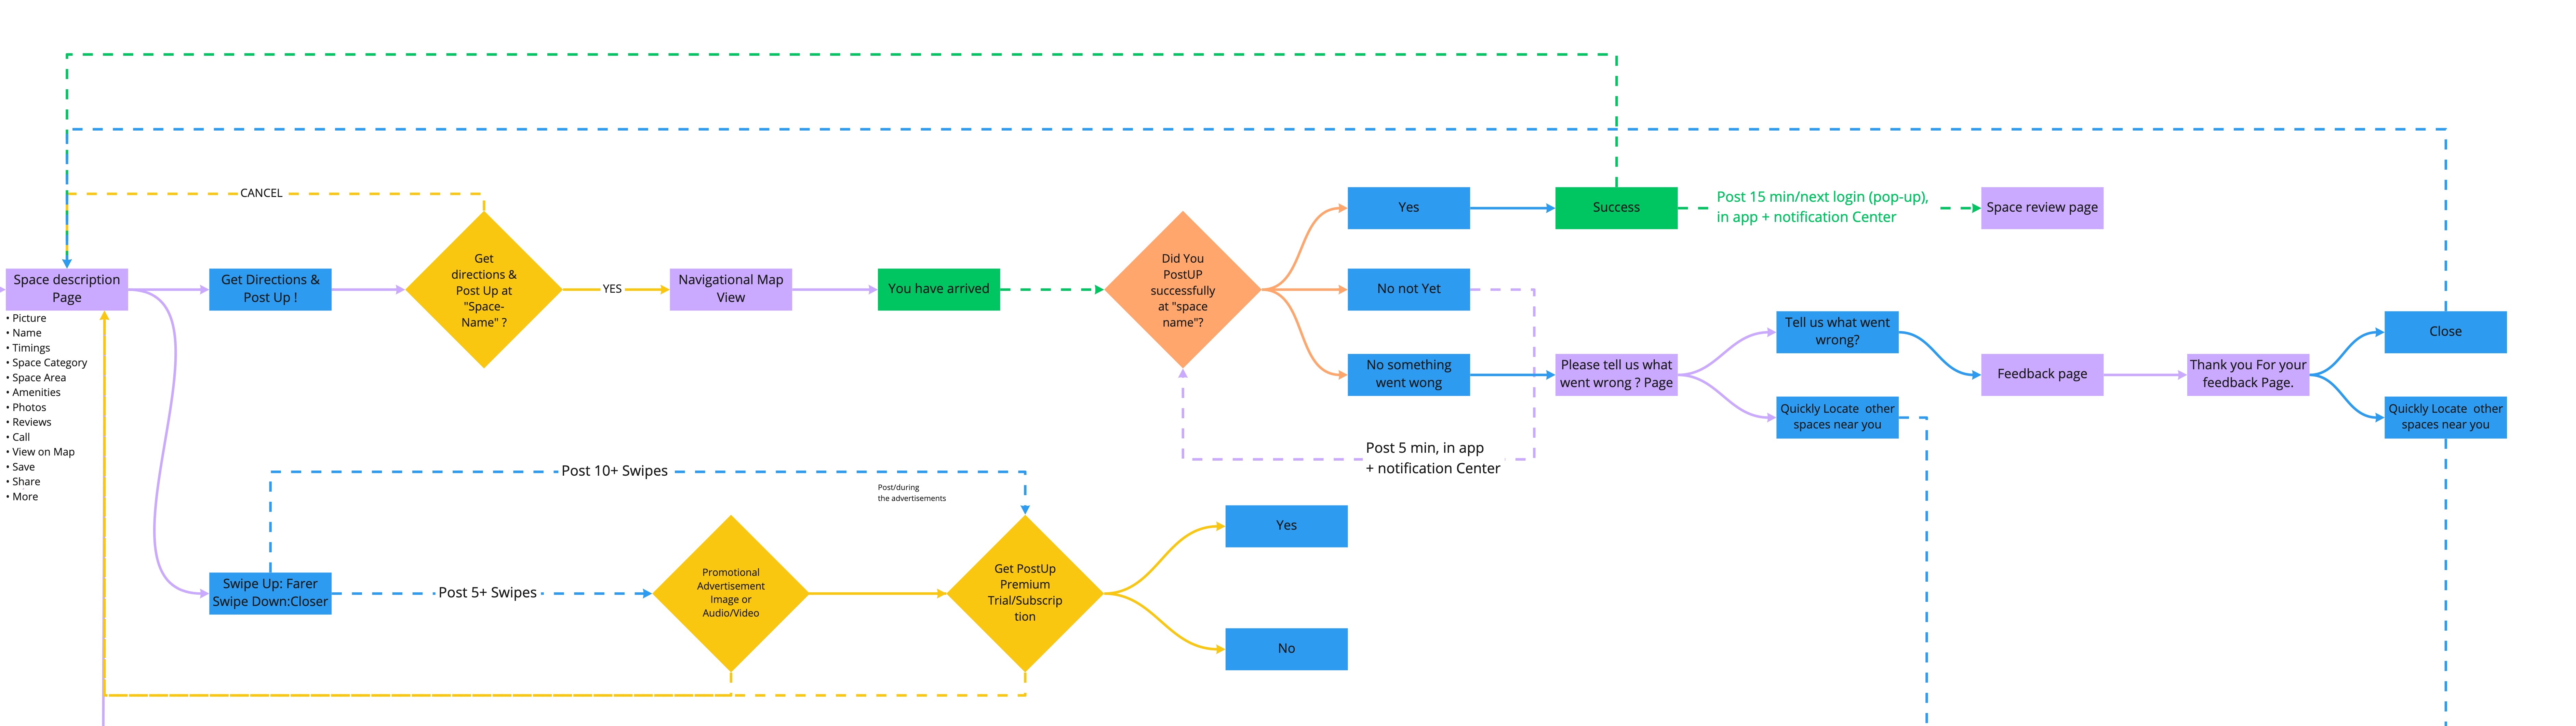 CANCEL
Yes
Success
Post 15 min/next login (pop-up),
in app + notification Center
Space review page
Space description
Page
Get Directions &
Post Up !
Get
directions &
Post Up at
"Space-
Name" ?
YES
Navigational Map
View
You have arrived
Did You
PostUP
successfully
at "space
name"?
No not Yet
No something
went wong
Please tell us what
went wrong ? Page
Tell us what went
wrong?
Quickly Locate other
spaces near you
Feedback page
Thank you For your
feedback Page.
Close
Quickly Locate other
spaces near you
• Picture
• Name
• Timings
• Space Category
• Space Area
• Amenities
• Photos
• Reviews
• Call
• View on Map
• Save
• Share
• More
Post 5 min, in app
+ notification Center
Post 10+ Swipes
Post/during
the advertisements
Swipe Up: Farer
Swipe Down:Closer
Post 5+ Swipes
Promotional
Advertisement
Image or
Audio/Video
Get PostUp
Premium
Trial/Subscrip
tion
Yes
No